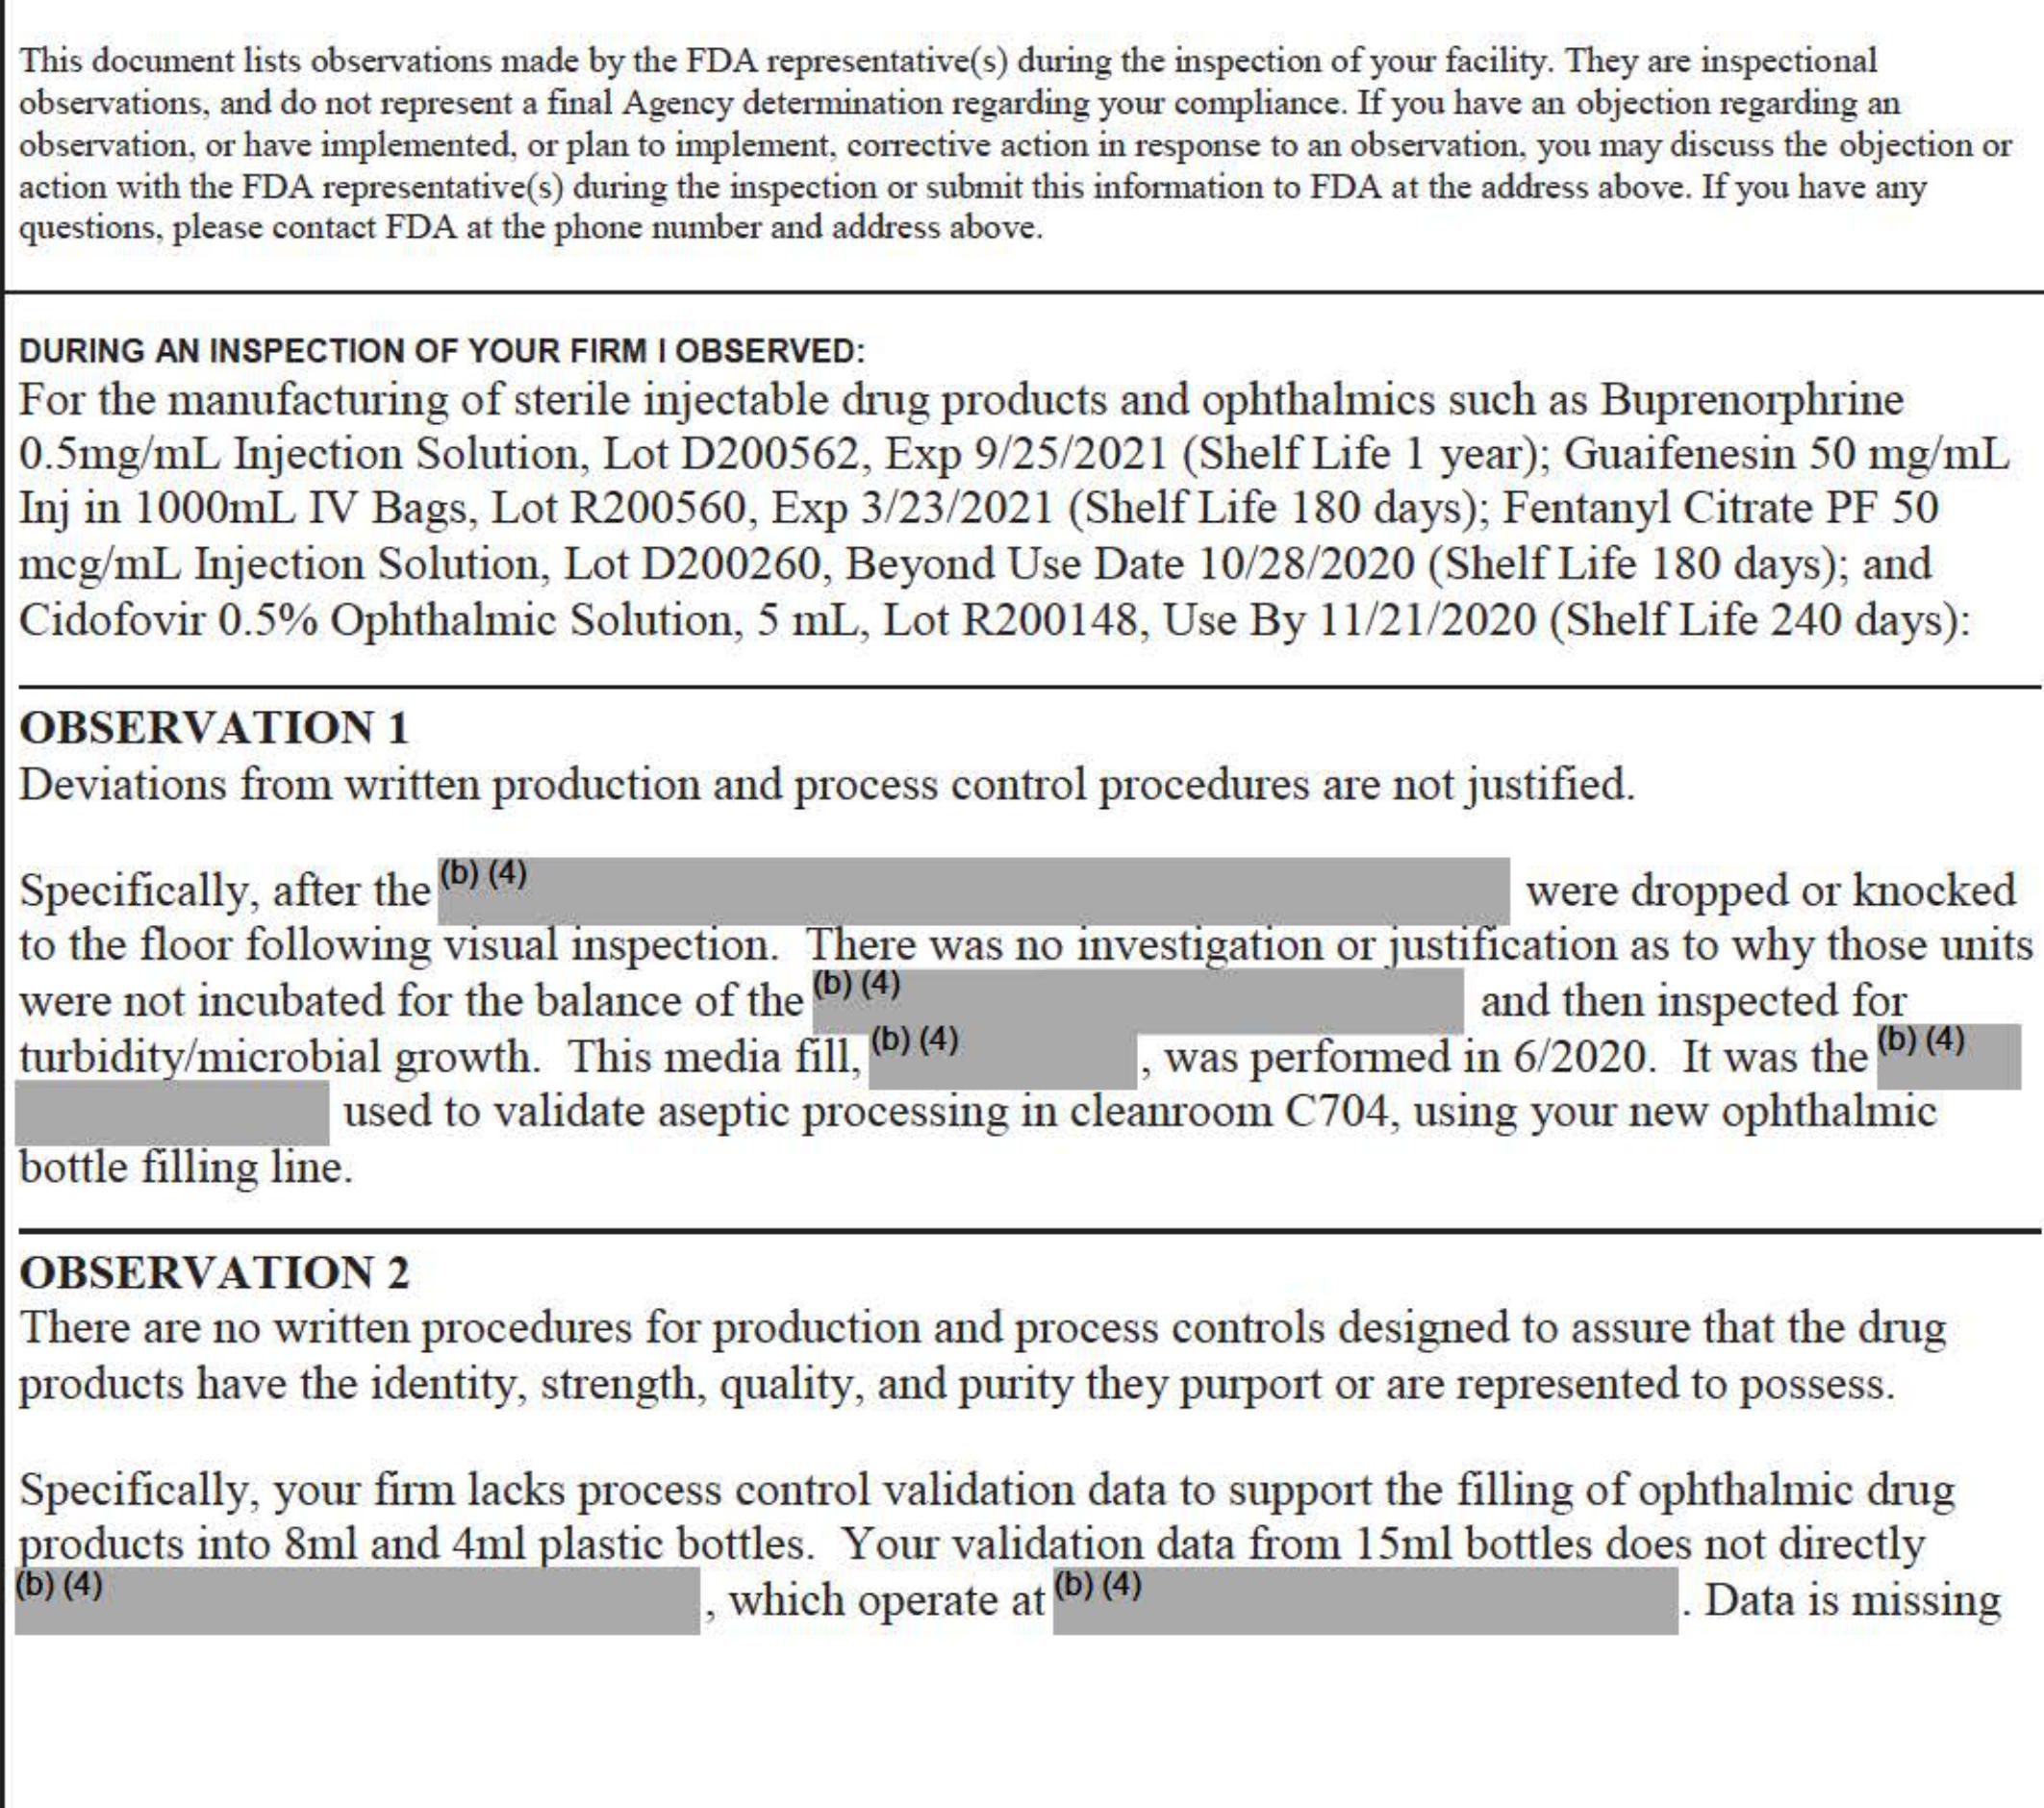 This document lists observations made by the FDA representative(s) during the inspection of your facility. They are inspectional
observations, and do not represent a final Agency determination regarding your compliance. If you have an objection regarding an
observation, or have implemented, or plan to implement, corrective action in response to an observation, you may discuss the objection or
action with the FDA representative(s) during the inspection or submit this information to FDA at the address above. If you have any
questions, please contact FDA at the phone number and address above.
DURING AN INSPECTION OF YOUR FIRM I OBSERVED:
For the manufacturing of sterile injectable drug products and ophthalmics such as Buprenorphrine
0.5mg/mL Injection Solution, Lot D200562, Exp 9/25/2021 (Shelf Life 1 year); Guaifenesin 50 mg/mL
Inj in 1000mL IV Bags, Lot R200560, Exp 3/23/2021 (Shelf Life 180 days); Fentanyl Citrate PF 50
mcg/mL Injection Solution, Lot D200260, Beyond Use Date 10/28/2020 (Shelf Life 180 days); and
Cidofovir 0.5% Ophthalmic Solution, 5 mL, Lot R200148, Use By 11/21/2020 (Shelf Life 240 days):
OBSERVATION 1
Deviations from written production and process control procedures are not justified.
Specifically, after the (b) (4) were dropped or knocked
to the floor following visual inspection. There was no investigation or justification as to why those units
were not incubated for the balance of the (b) (4) and then inspected for
turbidity/microbial growth. This media fill, (b) (4), was performed in 6/2020. It was the (b) (4)
used to validate aseptic processing in cleanroom C704, using your new ophthalmic
bottle filling line.
OBSERVATION 2
There are no written procedures for production and process controls designed to assure that the drug
products have the identity, strength, quality, and purity they purport or are represented to possess.
Specifically, your firm lacks process control validation data to support the filling of ophthalmic drug
products into 8ml and 4ml plastic bottles. Your validation data from 15ml bottles does not directly
(b) (4), which operate at (b) (4). Data is missing